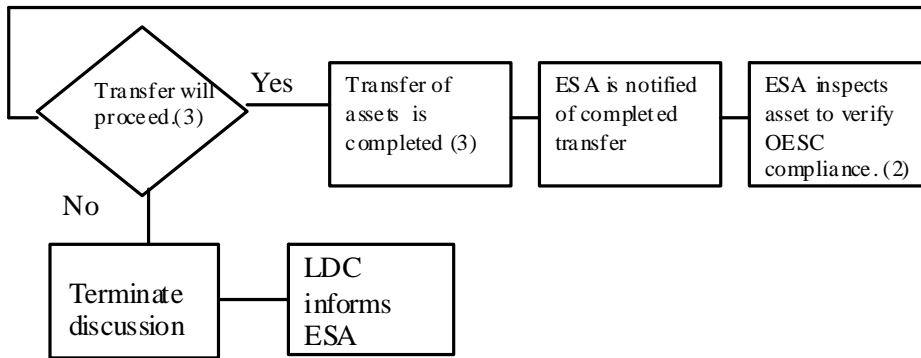 Transfer will
proceed.(3)
Yes
Transfer of
assets is
completed (3)
ESA is notified
of completed
transfer
ESA inspects
asset to verify
OESC
compliance. (2)
No
Terminate
discussion
LDC
informs
ESA